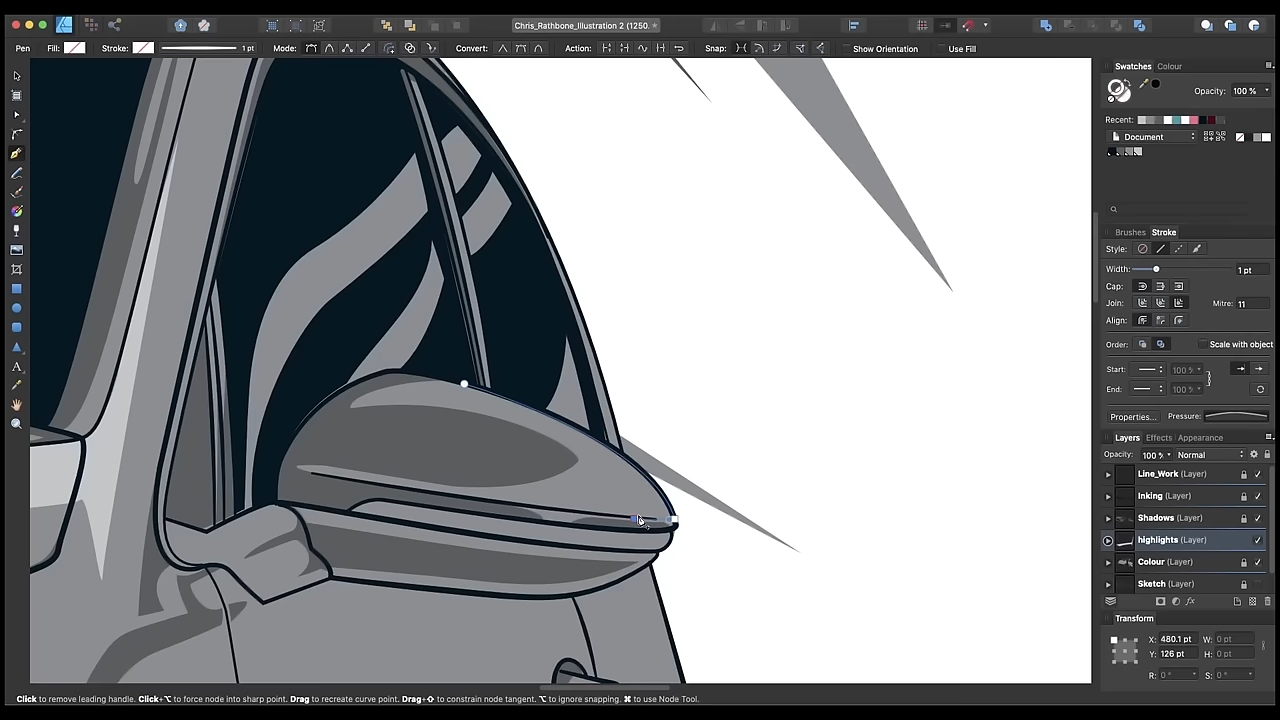 Chris_Rathbone_Illustration 2 (1250.
Pen Fill: Stroke: 1 pt Mode: Convert: Action: Snap: Show Orientation Use Fill
Swatches Colour
Opacity: 100 %
Recent:
Document
Brushes Stroke
Style:
Width: 1 pt
Cap:
Join: Mitre: 11
Align:
Order: Scale with object
Start: 100 %
End: 100 %
Properties... Pressure:
Layers Effects Appearance
Opacity: 100 % Normal
Line_Work (Layer)
Inking (Layer)
Shadows (Layer)
highlights (Layer)
Colour (Layer)
Sketch (Layer)
Transform
X: 480.1 pt W: 0 pt
Y: 126 pt H: 0 pt
R: 0 ° S: 0 °
Click to remove leading handle. Click+⌥ to force node into sharp point. Drag to recreate curve point. Drag+⇧ to constrain node tangent. ⌥ to ignore snapping. ⌘ to use Node Tool.